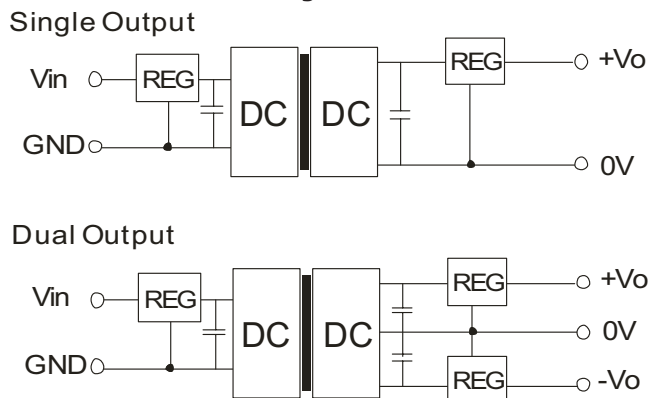 Single Output
Vin REG DC DC REG +Vo
GND 0V
Dual Output
Vin REG DC DC REG +Vo
0V
GND REG -Vo